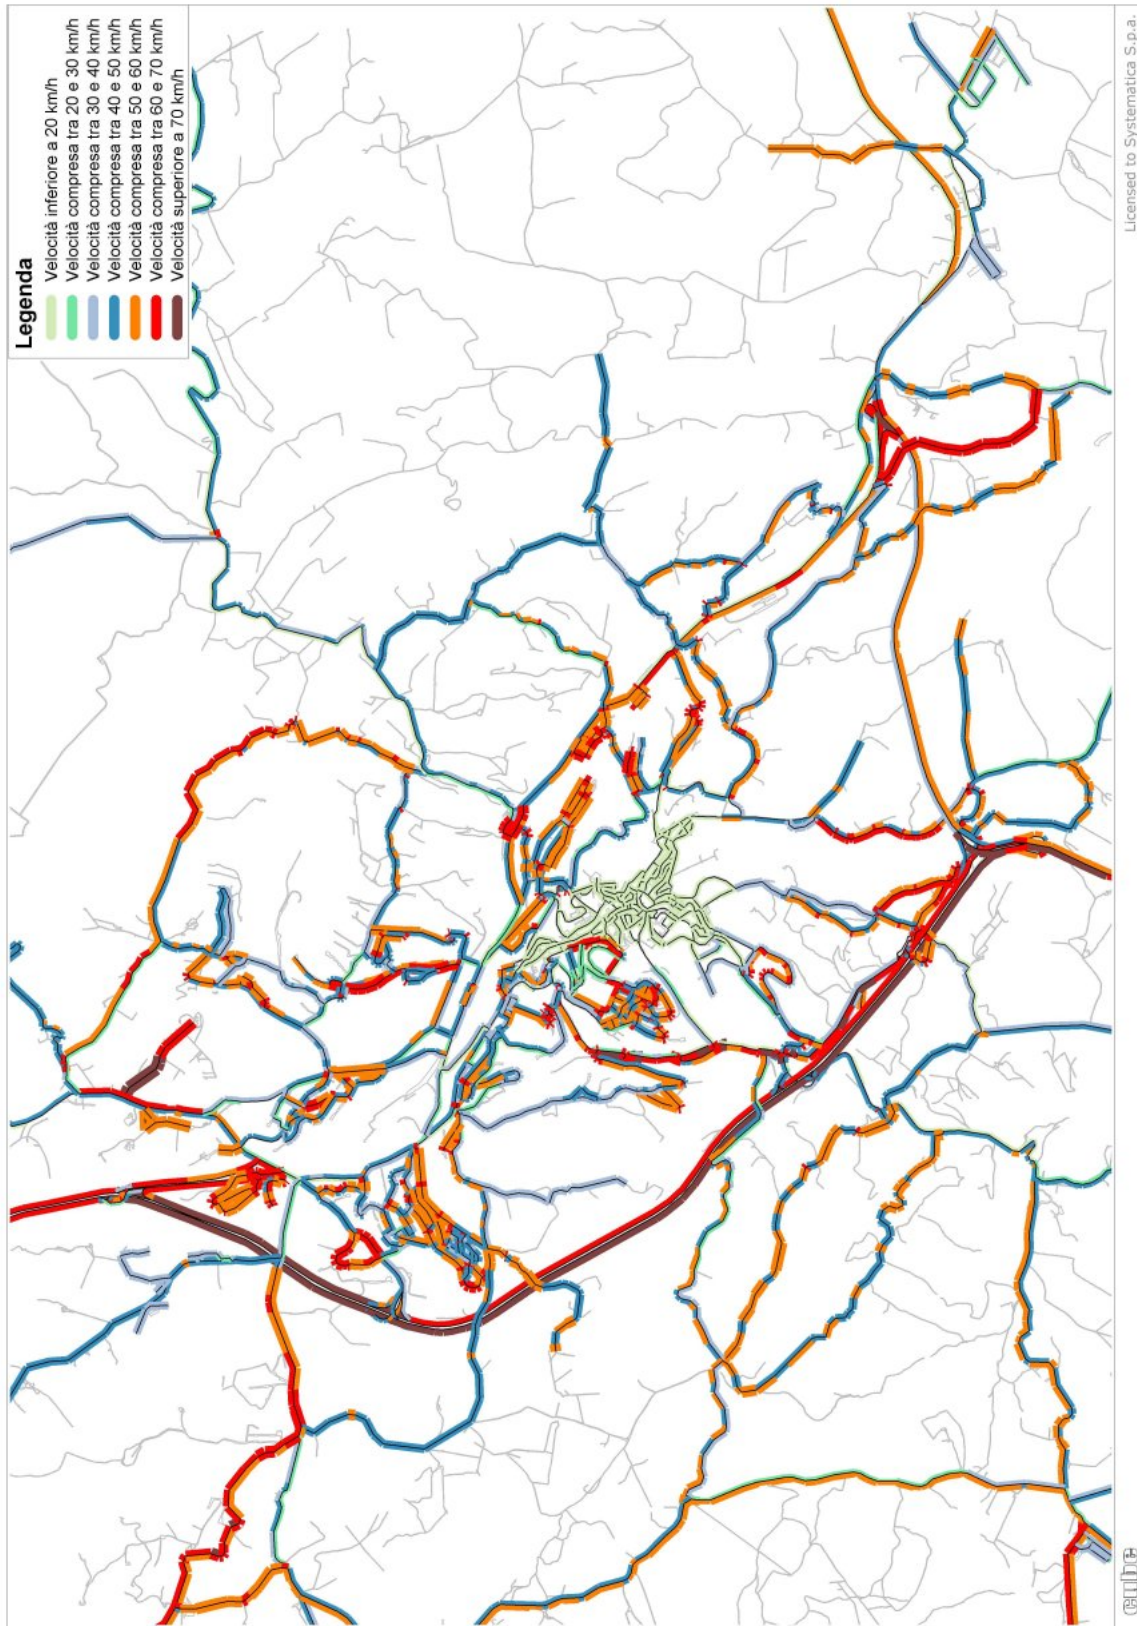 Legenda
Velocità inferiore a 20 km/h
Velocità compresa tra 20 e 30 km/h
Velocità compresa tra 30 e 40 km/h
Velocità compresa tra 40 e 50 km/h
Velocità compresa tra 50 e 60 km/h
Velocità compresa tra 60 e 70 km/h
Velocità superiore a 70 km/h
cube
Licensed to Systematica S.p.a.